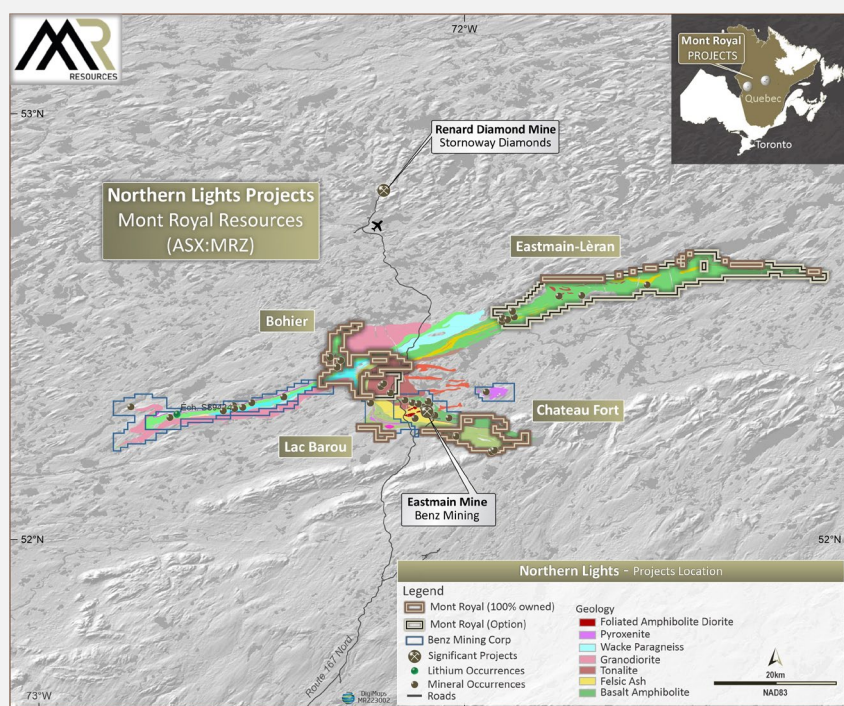 MR
RESOURCES
72°W
53°N
Mont Royal
PROJECTS
Quebec
Toronto
Renard Diamond Mine
Stornoway Diamonds
Northern Lights Projects
Mont Royal Resources
(ASX:MRZ)
Eastmain-Lèran
Bohier
Chateau Fort
Lac Barou
Eastmain Mine
Benz Mining
52°N
52°N
Route 167 Nord
73°W
DigiMaps
MRZ23002
Northern Lights - Projects Location
Legend
Mont Royal (100% owned)
Mont Royal (Option)
Benz Mining Corp
Significant Projects
Lithium Occurrences
Mineral Occurrences
Roads
Geology
Foliated Amphibolite Diorite
Pyroxenite
Wacke Paragneiss
Granodiorite
Tonalite
Felsic Ash
Basalt Amphibolite
20km
NAD83